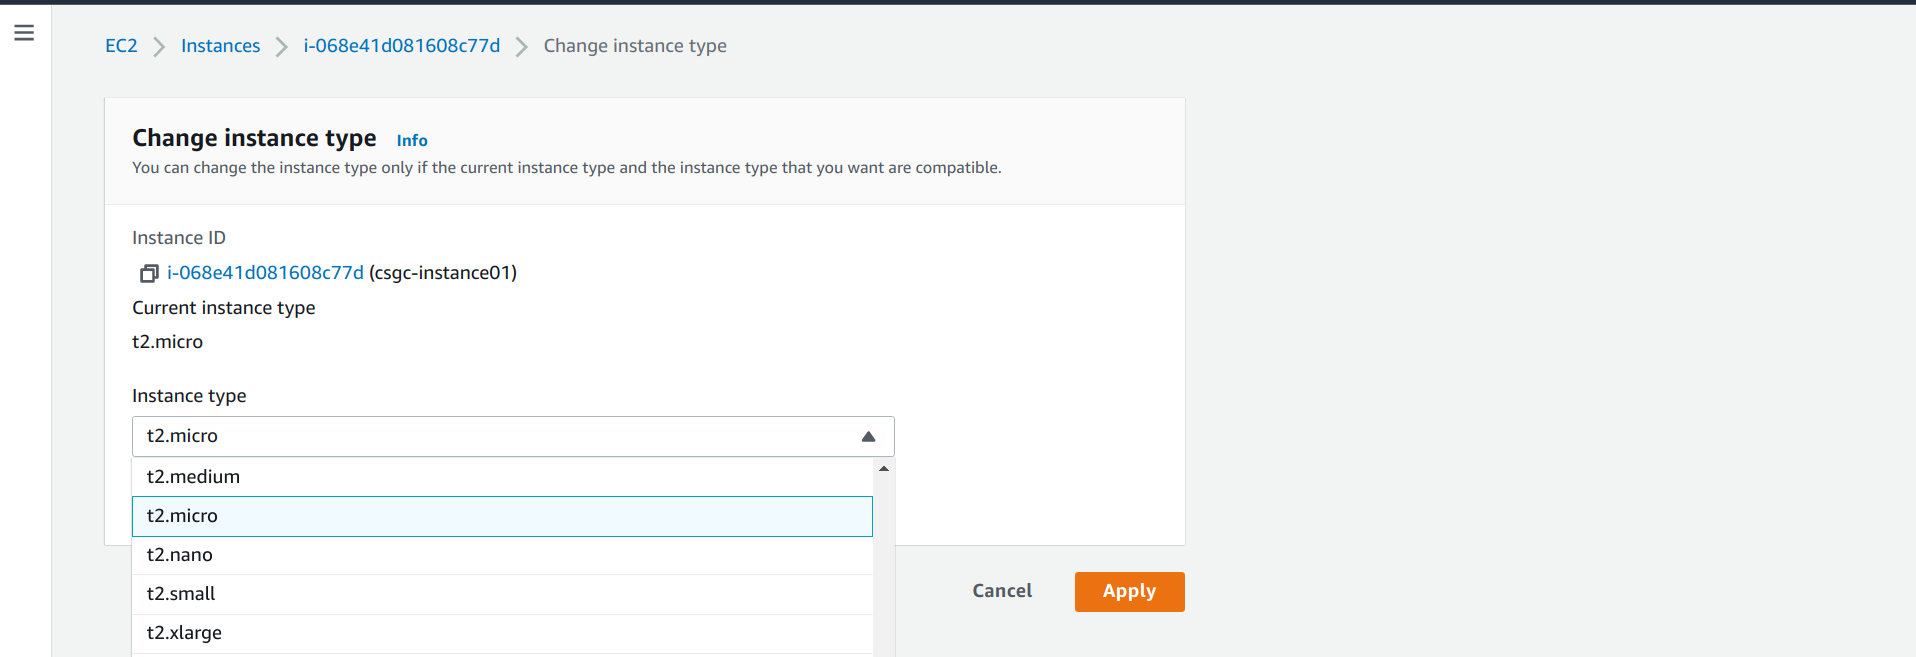 EC2 Instances i-068e41d081608c77d Change instance type
Change instance type Info
You can change the instance type only if the current instance type and the instance type that you want are compatible.
Instance ID
i-068e41d081608c77d (csgc-instance01)
Current instance type
t2.micro
Instance type
t2.micro
t2.medium
t2.micro
t2.nano
t2.small
t2.xlarge
Cancel Apply